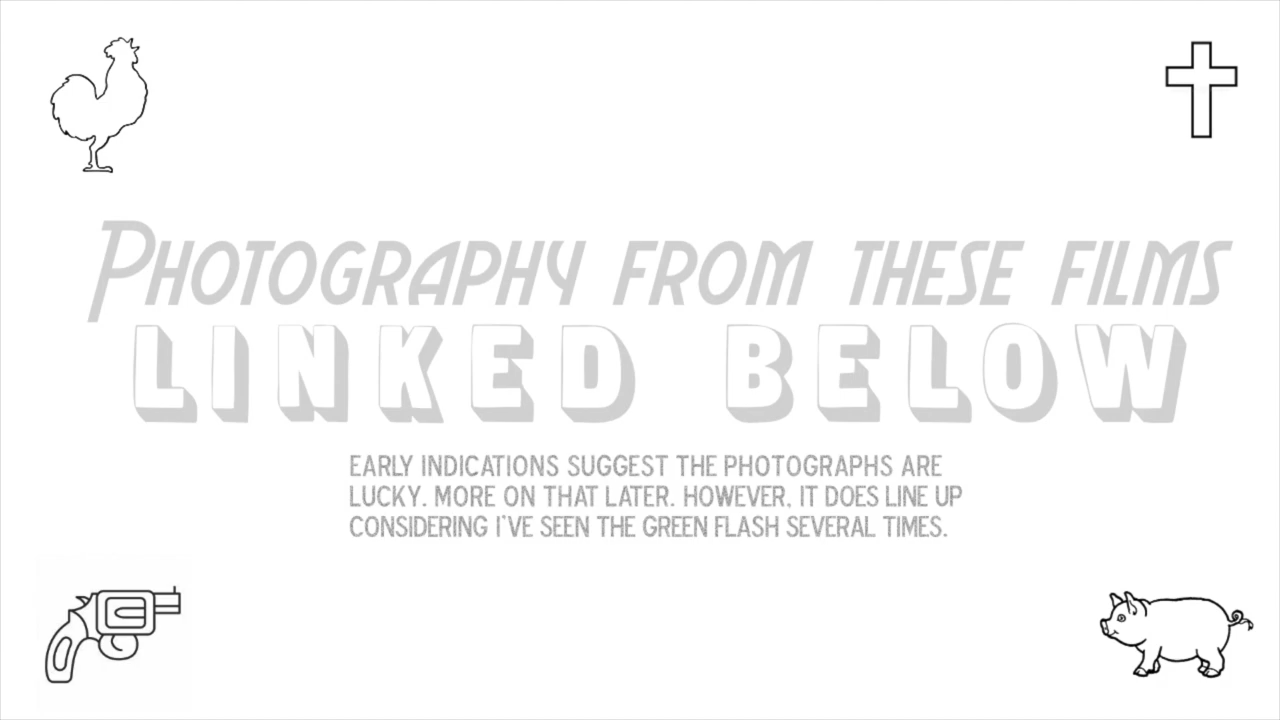 Photography from these films
LINKED BELOW
EARLY INDICATIONS SUGGEST THE PHOTOGRAPHS ARE
LUCKY. MORE ON THAT LATER. HOWEVER, IT DOES LINE UP
CONSIDERING I'VE SEEN THE GREEN FLASH SEVERAL TIMES.